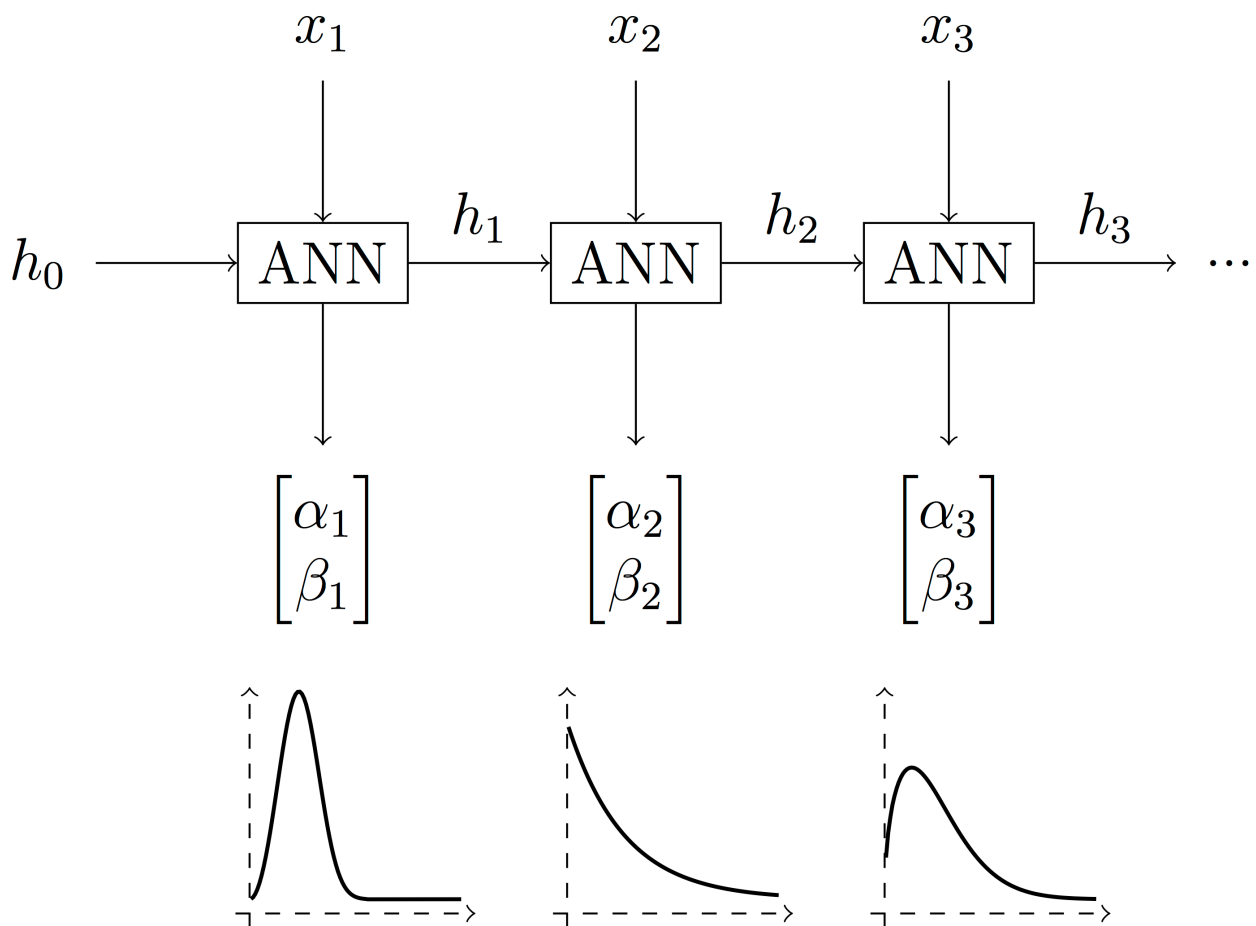 x₁ x₂ x₃
h₁ h₂ h₃
h₀ ANN ANN ANN ...
α₁ α₂ α₃
β₁ β₂ β₃